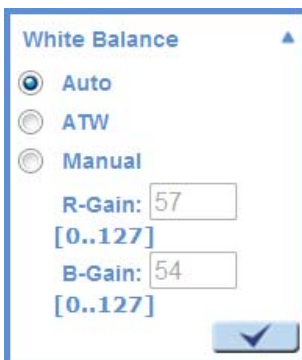 White Balance
Auto
ATW
Manual
R-Gain: 57
[0..127]
B-Gain: 54
[0..127]